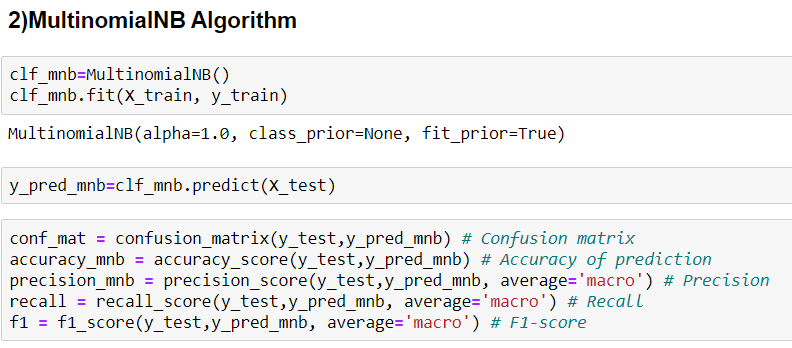 2)MultinomialNB Algorithm
clf_mnb=MultinomialNB()
clf_mnb.fit(X_train, y_train)
MultinomialNB(alpha=1.0, class_prior=None, fit_prior=True)
y_pred_mnb=clf_mnb.predict(X_test)
conf_mat = confusion_matrix(y_test,y_pred_mnb) # Confusion matrix
accuracy_mnb = accuracy_score(y_test,y_pred_mnb) # Accuracy of prediction
precision_mnb = precision_score(y_test,y_pred_mnb, average='macro') # Precision
recall = recall_score(y_test,y_pred_mnb, average='macro') # Recall
f1 = f1_score(y_test,y_pred_mnb, average='macro') # F1-score